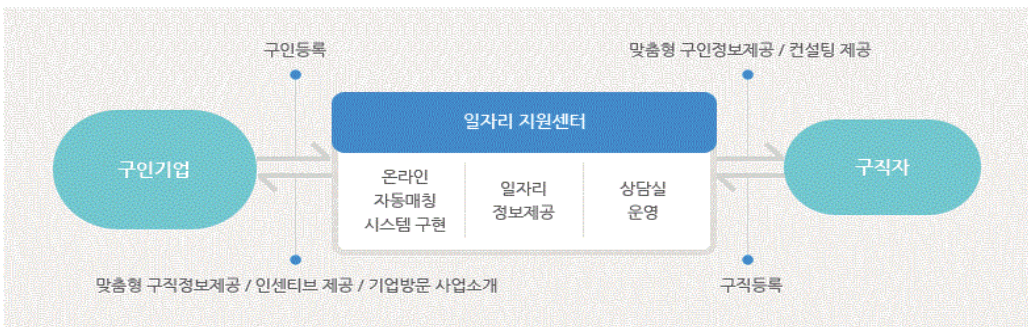 구인등록
맞춤형 구인정보제공 / 컨설팅 제공
일자리 지원센터
구인기업
구직자
온라인
자동매칭
시스템 구현
일자리
정보제공
상담실
운영
맞춤형 구직정보제공 / 인센티브 제공 / 기업방문 사업소개
구직등록